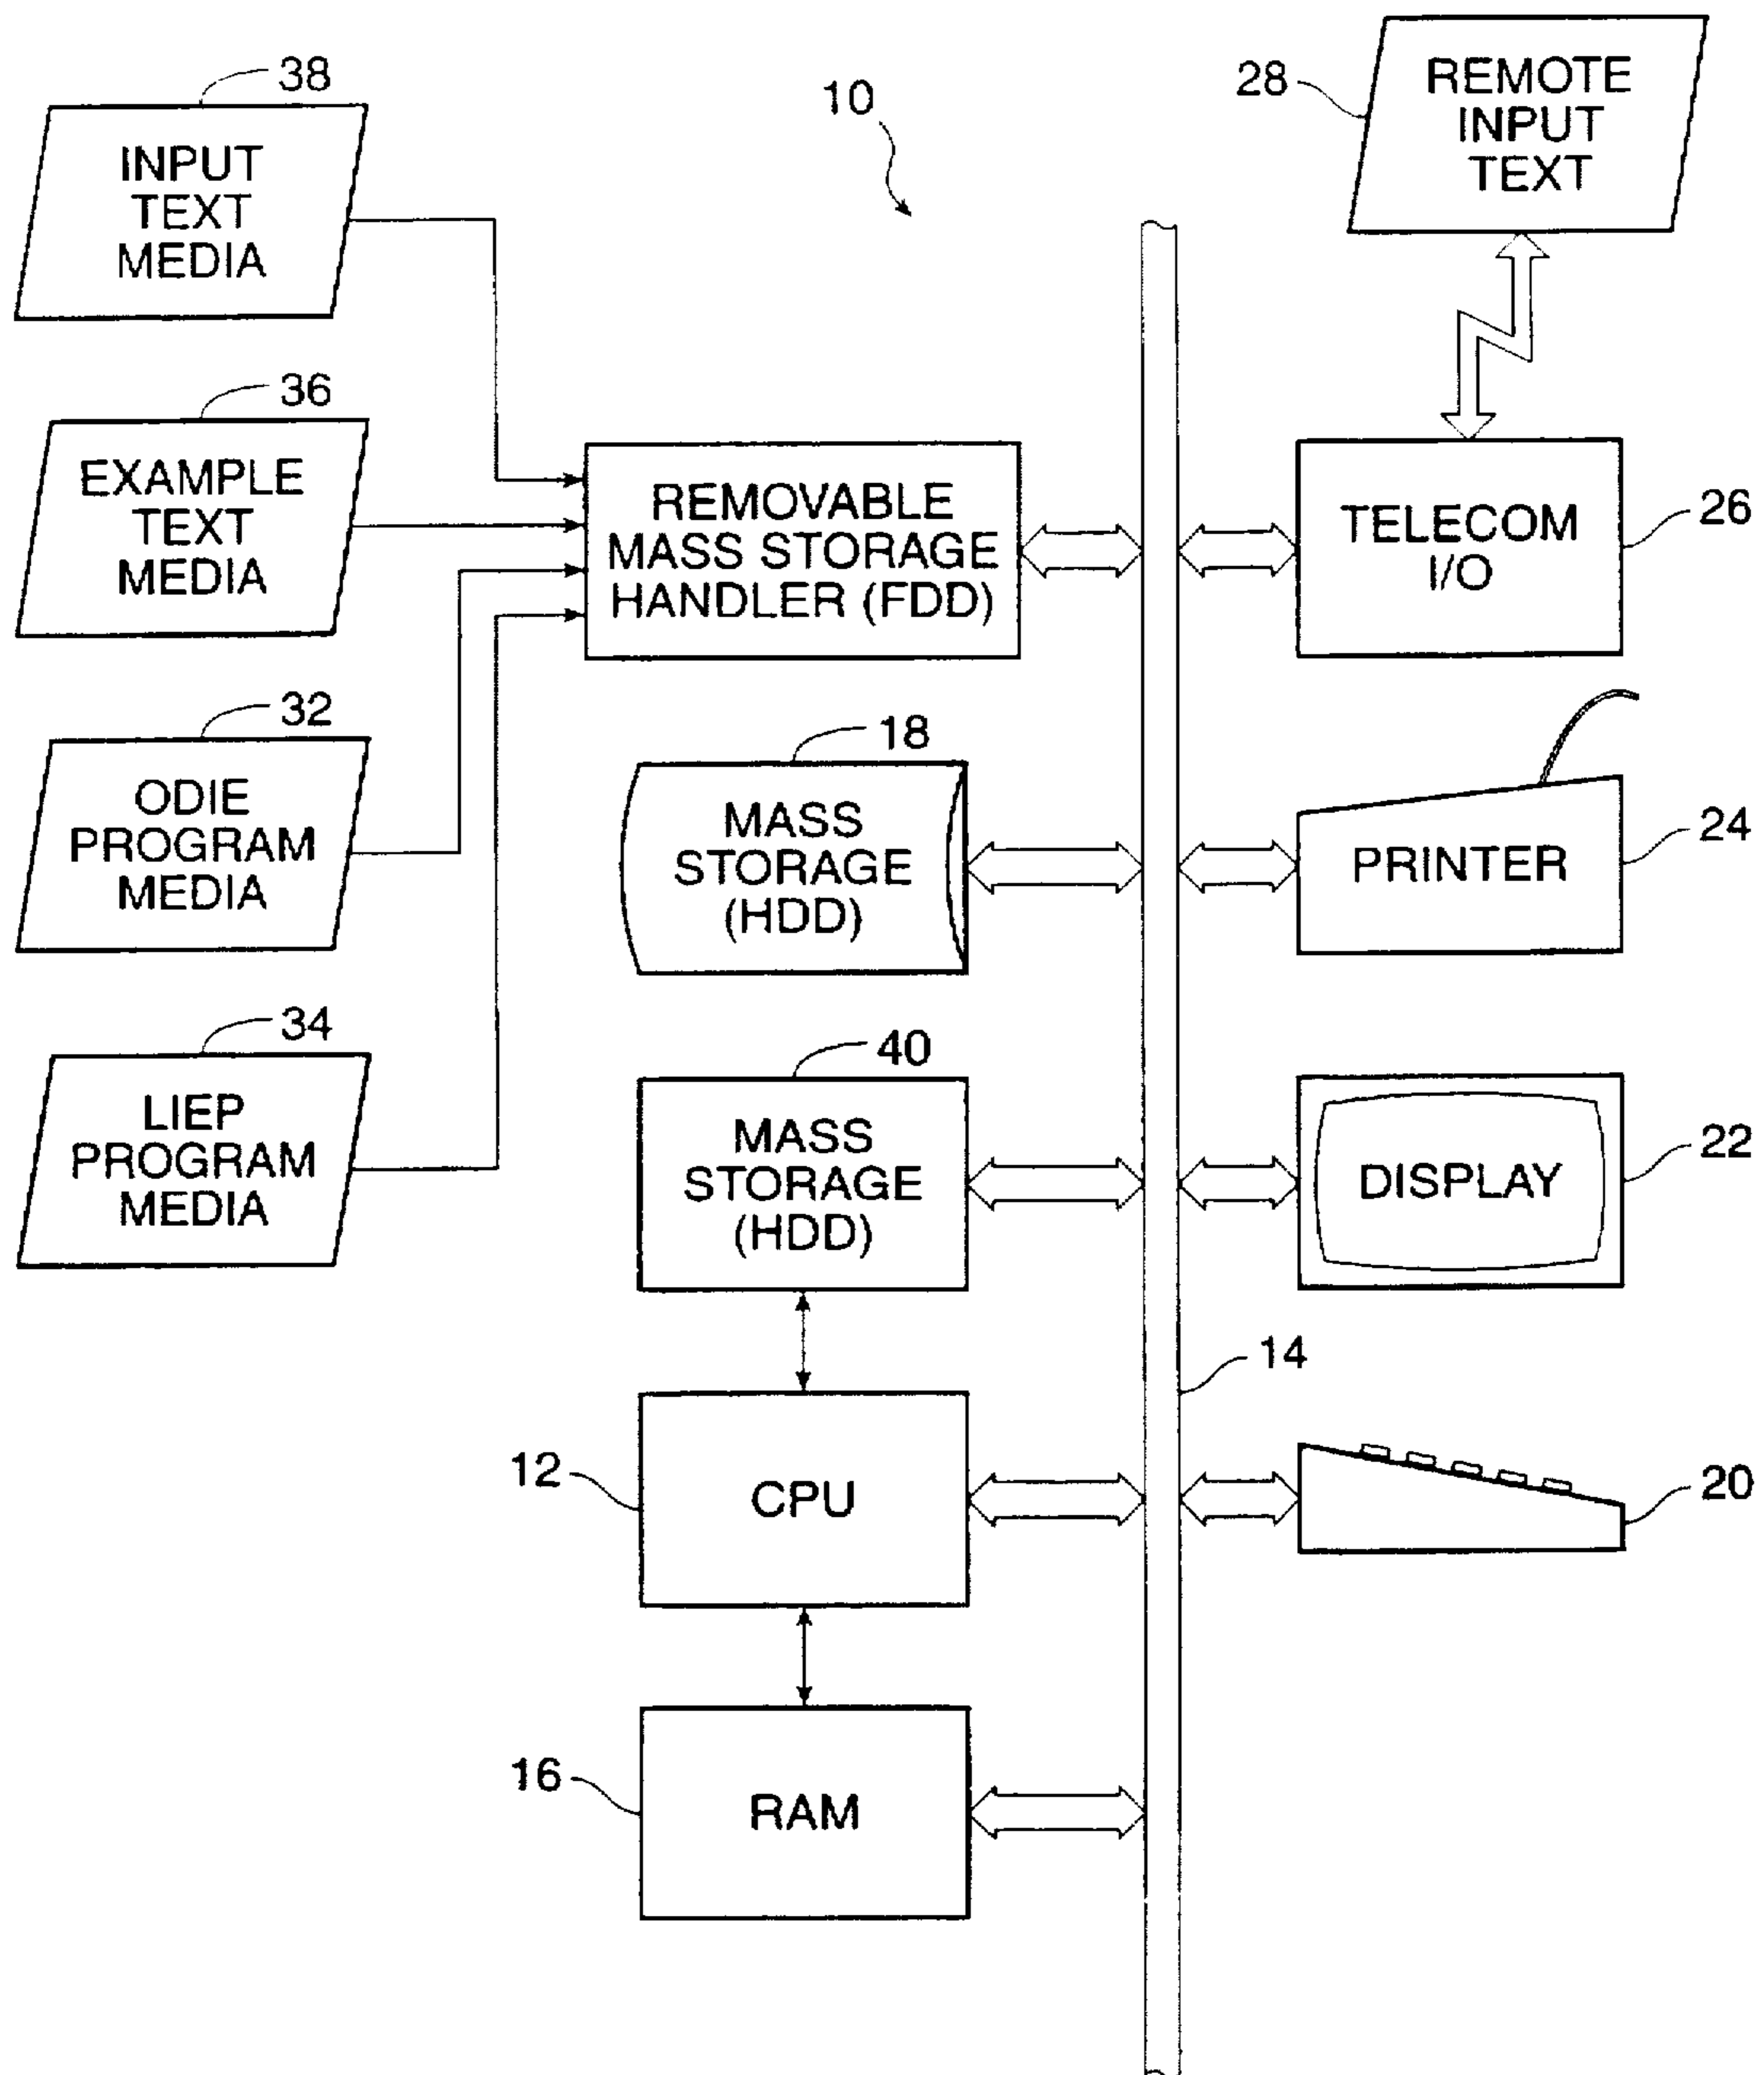 38
INPUT
TEXT
MEDIA
10
28
REMOTE
INPUT
TEXT
36
EXAMPLE
TEXT
MEDIA
REMOVABLE
MASS STORAGE
HANDLER (FDD)
TELECOM
I/O
26
32
ODIE
PROGRAM
MEDIA
18
MASS
STORAGE
(HDD)
PRINTER
24
34
LIEP
PROGRAM
MEDIA
40
MASS
STORAGE
(HDD)
DISPLAY
22
14
12
CPU
20
16
RAM